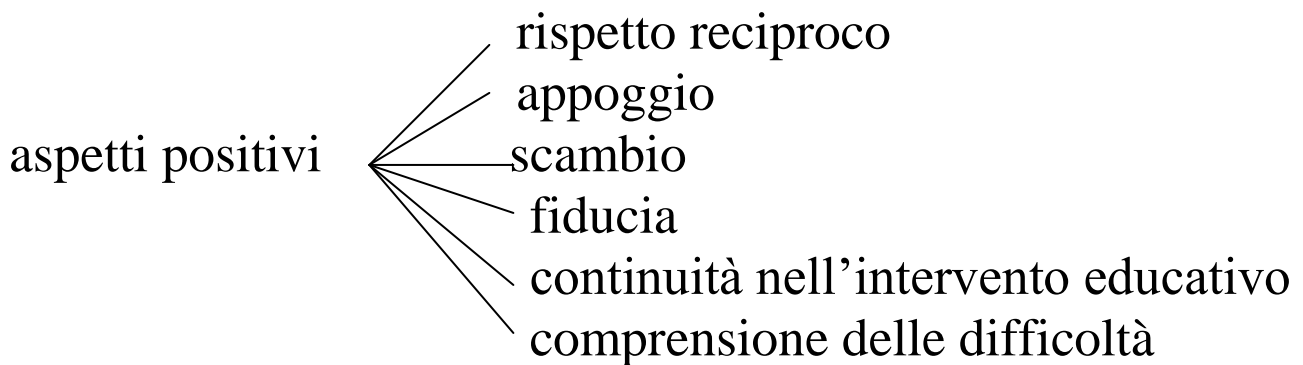 rispetto reciproco
appoggio
aspetti positivi scambio
fiducia
continuità nell’intervento educativo
comprensione delle difficoltà